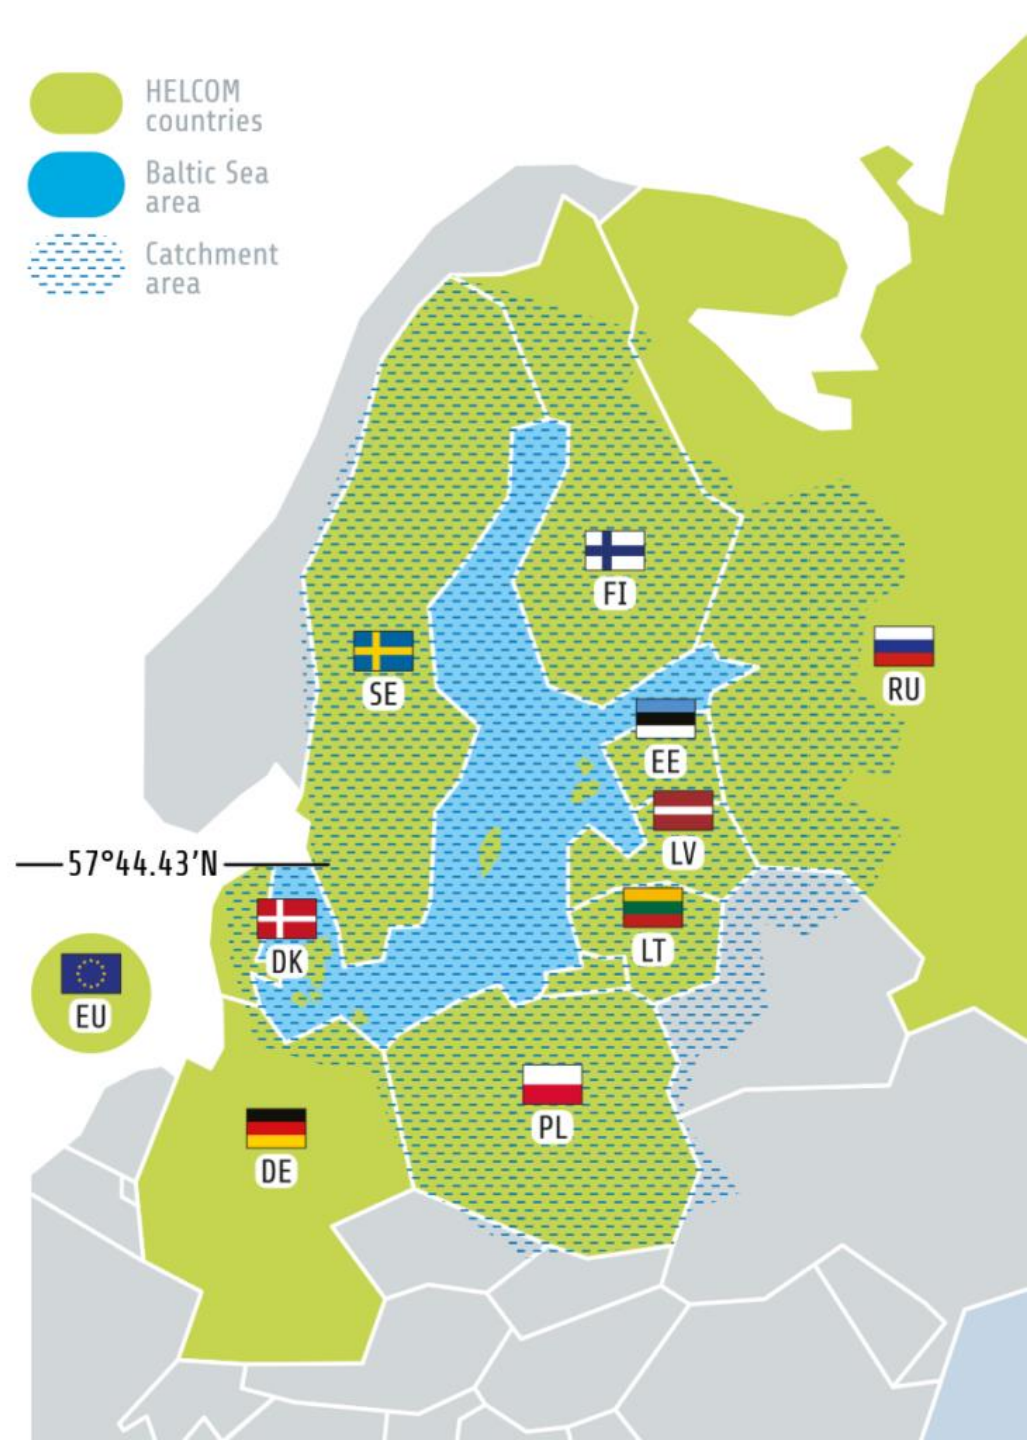 HELCOM
countries
Baltic Sea
area
Catchment
area
FI
SE
RU
EE
LV
57°44.43'N
LT
DK
EU
PL
DE